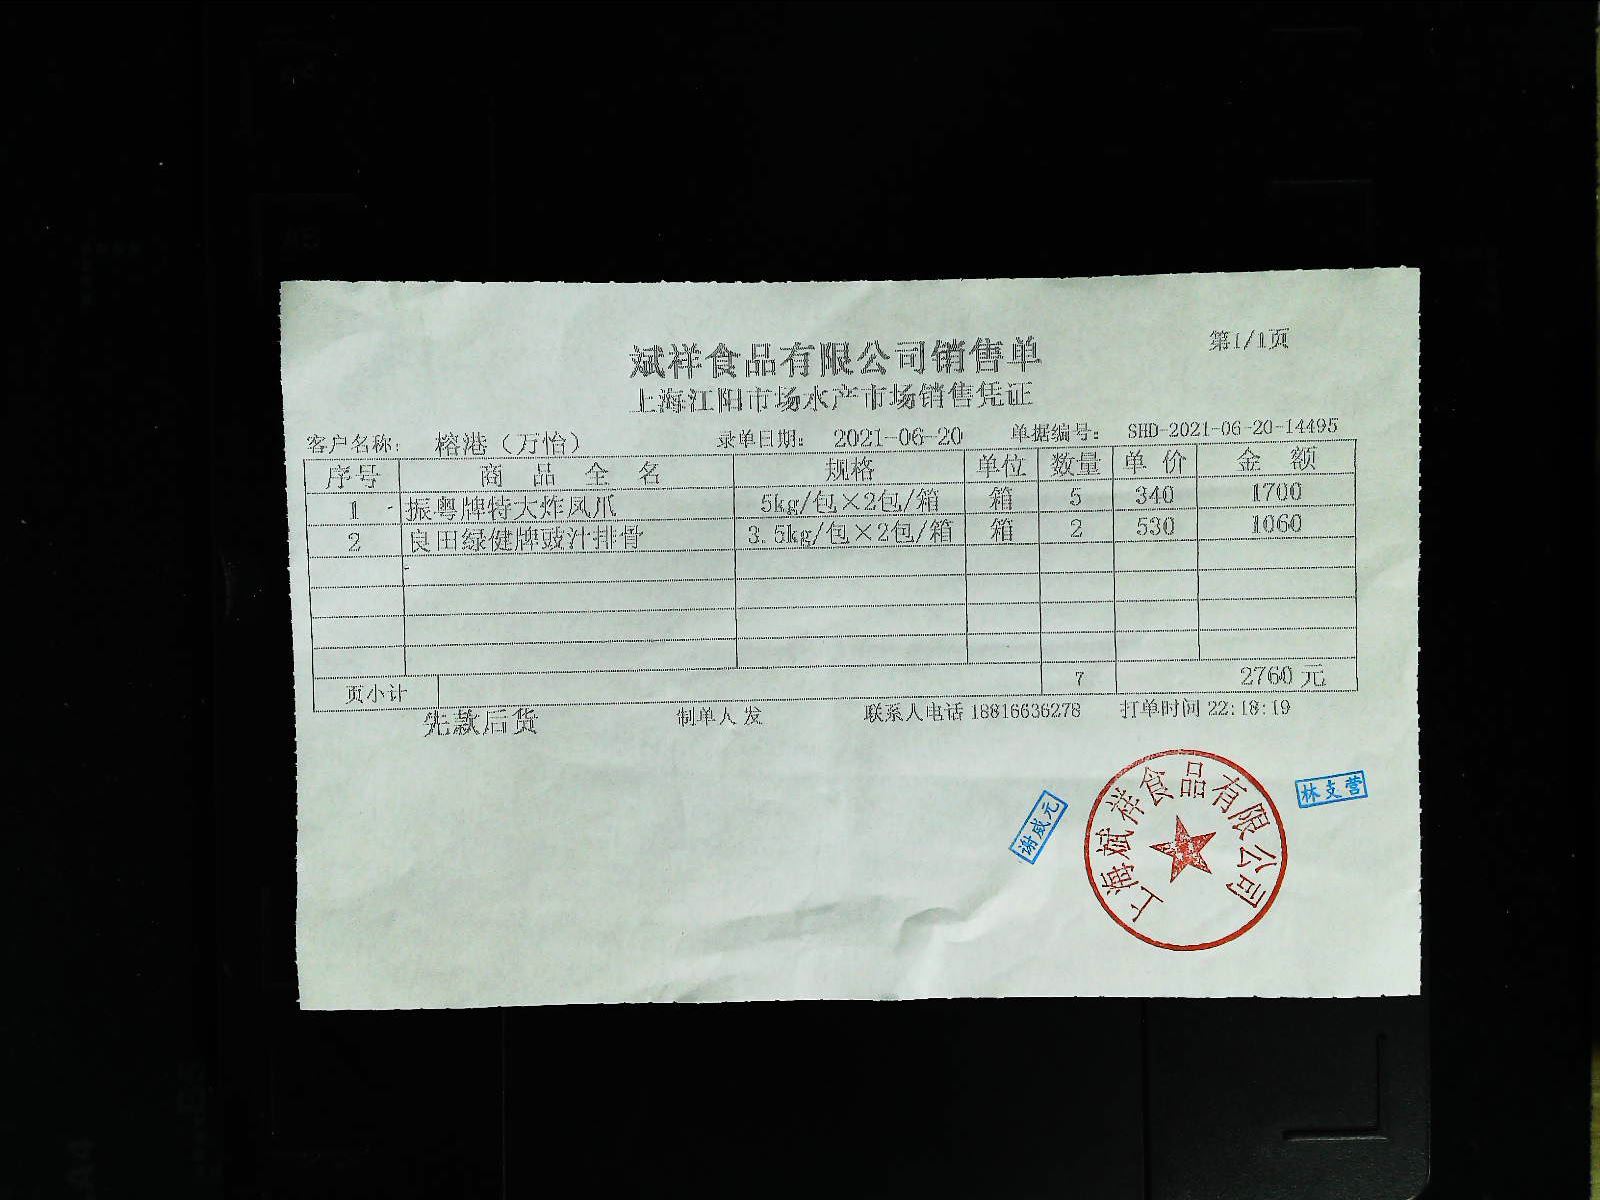 斌祥食品有限公司销售单
第1/1页
上海江阳市场水产市场销售凭证
客户名称: 榕港（万怡） 录单日期: 2021-06-20 单据编号: SHD-2021-06-20-14495
序号 商品全名 规格 单位 数量 单价 金额
1 振粤牌特大炸凤爪 5kg/包×2包/箱 箱 5 340 1700
2 良田绿健牌豉汁排骨 3.5kg/包×2包/箱 箱 2 530 1060
页小计 7 2760 元
先款后货 制单人 发 联系人电话 18816636278 打单时间 22:18:19
上海斌祥食品有限公司
谢威元
林支营
A4